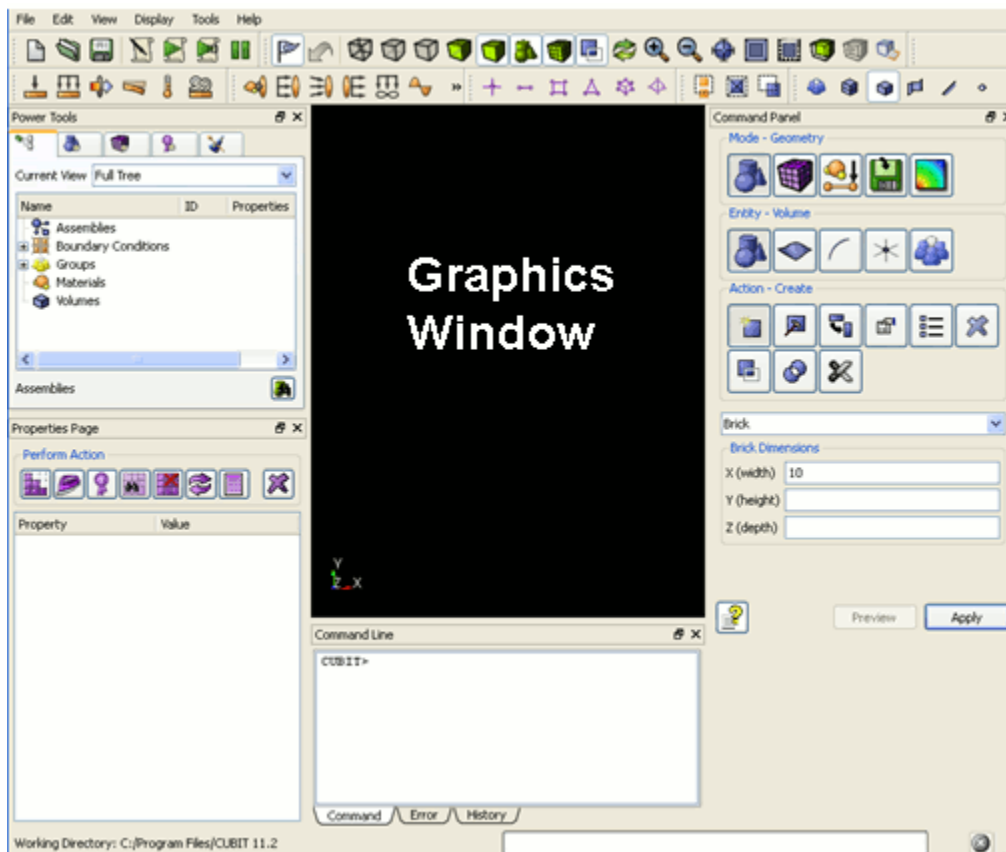 File Edit View Display Tools Help
Power Tools
Current View Full Tree
Name ID Properties
Assemblies
Boundary Conditions
Groups
Materials
Volumes
Assemblies
Properties Page
Perform Action
Property Value
Graphics
Window
Y
Z X
Command Line
CUBIT>
Command Error History
Command Panel
Mode - Geometry
Entity - Volume
Action - Create
Brick
Brick Dimensions
X (width) 10
Y (height)
Z (depth)
Preview Apply
Working Directory: C:/Program Files/CUBIT 11.2